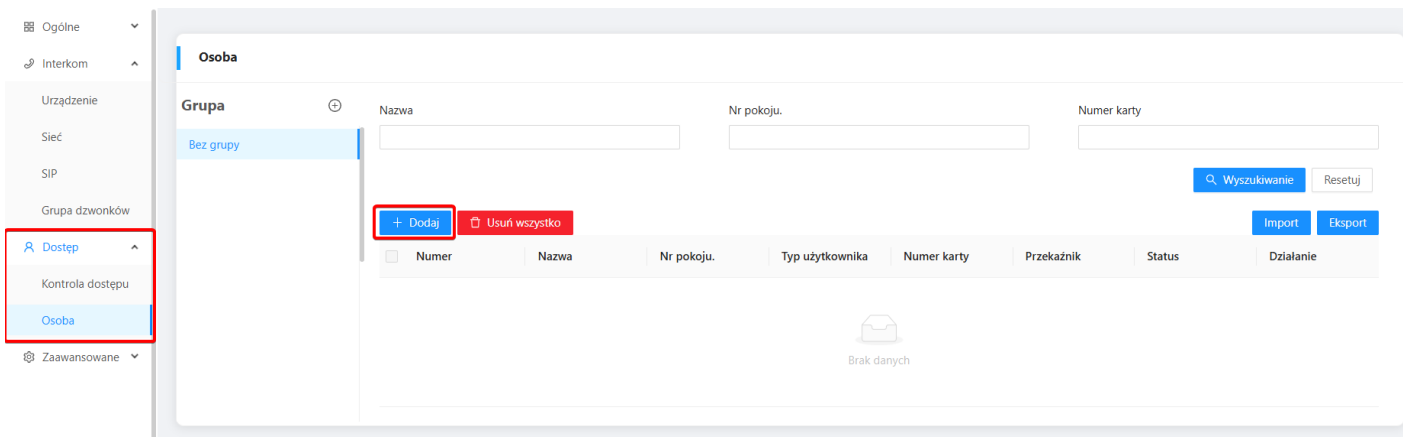 Ogólne
Interkom
Urządzenie
Sieć
SIP
Grupa dzwonków
Dostęp
Kontrola dostępu
Osoba
Zaawansowane
Osoba
Grupa
Bez grupy
Nazwa Nr pokoju. Numer karty
Wyszukiwanie Resetuj
+ Dodaj Usuń wszystko Import Eksport
Numer Nazwa Nr pokoju. Typ użytkownika Numer karty Przekaźnik Status Działanie
Brak danych